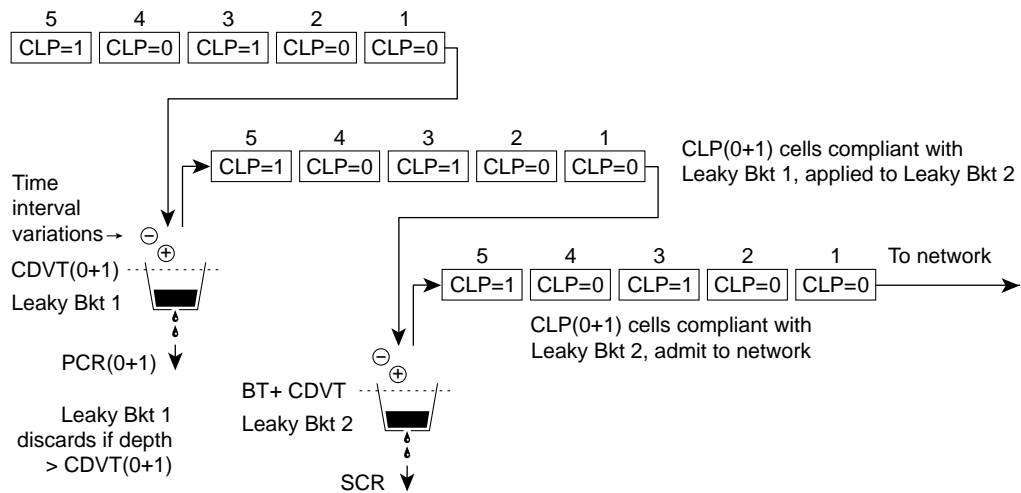 5 4 3 2 1
CLP=1 CLP=0 CLP=1 CLP=0 CLP=0
5 4 3 2 1
CLP=1 CLP=0 CLP=1 CLP=0 CLP=0
CLP(0+1) cells compliant with
Leaky Bkt 1, applied to Leaky Bkt 2
Time
interval
variations
−
+
CDVT(0+1)
Leaky Bkt 1
PCR(0+1)
Leaky Bkt 1
discards if depth
> CDVT(0+1)
5 4 3 2 1
CLP=1 CLP=0 CLP=1 CLP=0 CLP=0
To network
CLP(0+1) cells compliant with
Leaky Bkt 2, admit to network
−
+
BT+ CDVT
Leaky Bkt 2
SCR